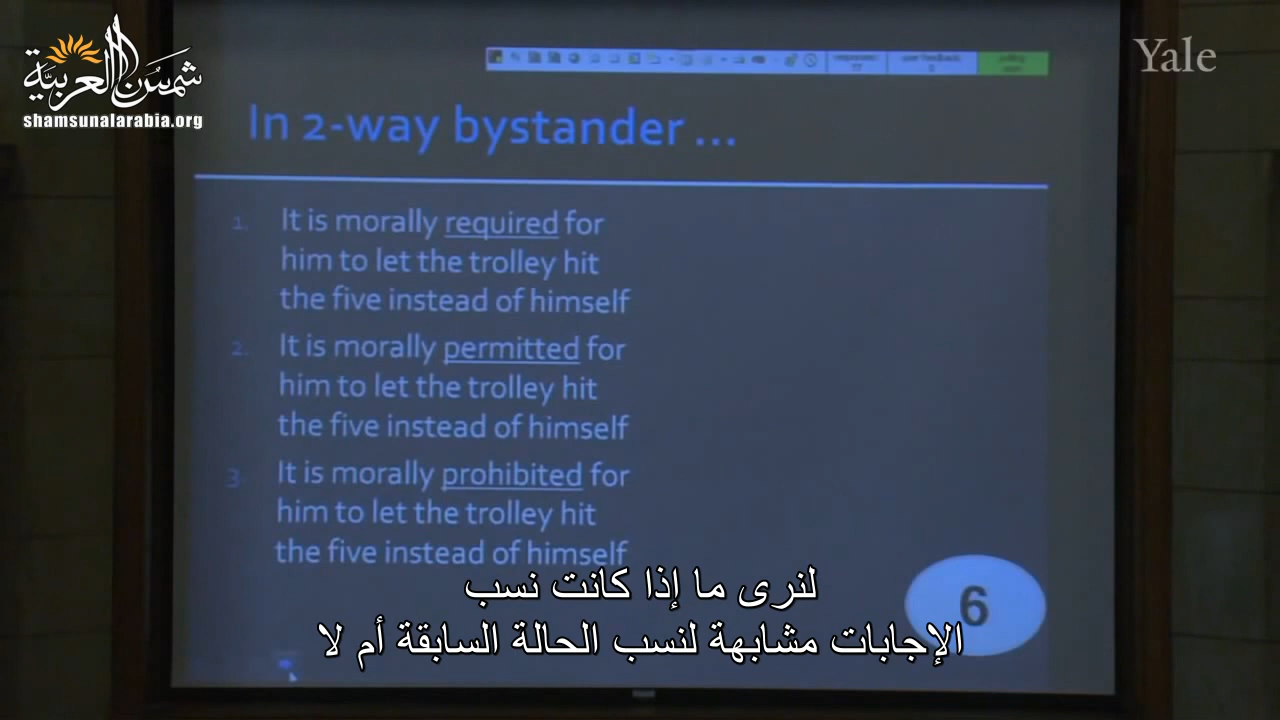 شمس العربية
shamsunalarabia.org
Yale
In 2-way bystander ...
1. It is morally required for
him to let the trolley hit
the five instead of himself
2. It is morally permitted for
him to let the trolley hit
the five instead of himself
3. It is morally prohibited for
him to let the trolley hit
the five instead of himself
6
لنرى ما إذا كانت نسب
الإجابات مشابهة لنسب الحالة السابقة أم لا